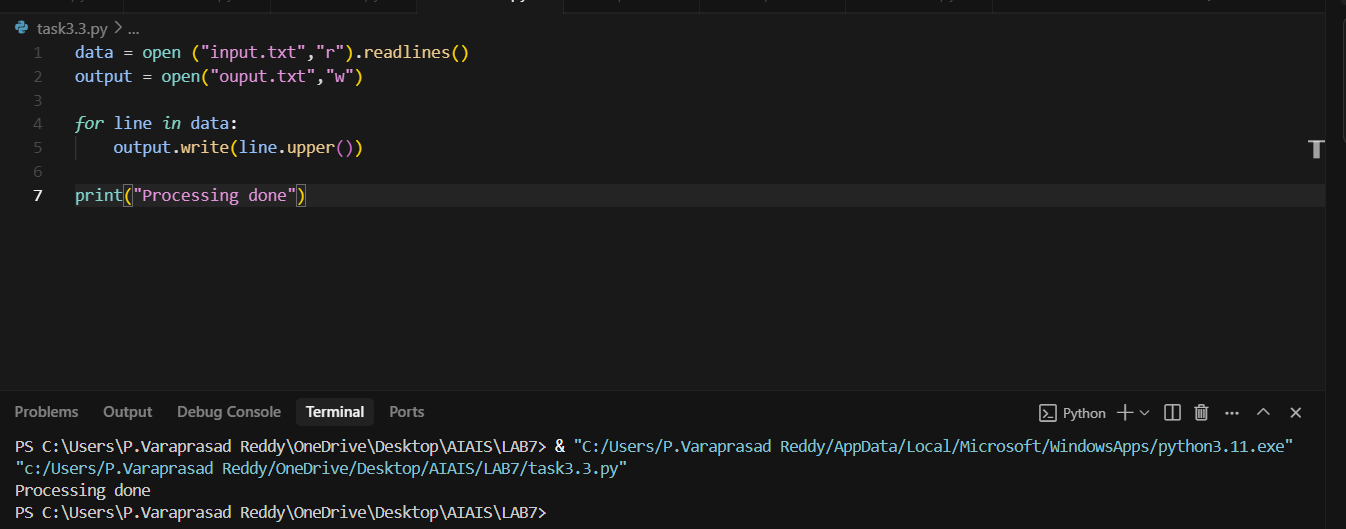 task3.3.py > ...
1 data = open ("input.txt","r").readlines()
2 output = open("ouput.txt","w")
3
4 for line in data:
5     output.write(line.upper())
6
7 print("Processing done")
Problems Output Debug Console Terminal Ports Python
PS C:\Users\P.Varaprasad Reddy\OneDrive\Desktop\AIAIS\LAB7> & "C:/Users/P.Varaprasad Reddy/AppData/Local/Microsoft/WindowsApps/python3.11.exe"
"c:/Users/P.Varaprasad Reddy/OneDrive/Desktop/AIAIS/LAB7/task3.3.py"
Processing done
PS C:\Users\P.Varaprasad Reddy\OneDrive\Desktop\AIAIS\LAB7>